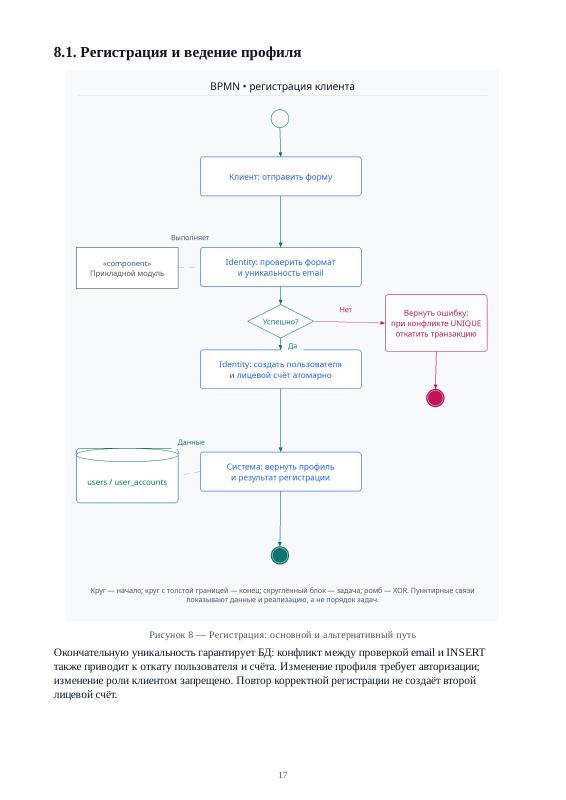 8.1. Регистрация и ведение профиля
BPMN • регистрация клиента
Клиент: отправить форму
Выполняет
«component»
Прикладной модуль
Identity: проверить формат
и уникальность email
Нет
Успешно?
Вернуть ошибку;
при конфликте UNIQUE
откатить транзакцию
Да
Identity: создать пользователя
и лицевой счёт атомарно
Данные
users / user_accounts
Система: вернуть профиль
и результат регистрации
Круг — начало; круг с толстой границей — конец; скруглённый блок — задача; ромб — XOR. Пунктирные связи
показывают данные и реализацию, а не порядок задач.
Рисунок 8 — Регистрация: основной и альтернативный путь
Окончательную уникальность гарантирует БД: конфликт между проверкой email и INSERT
также приводит к откату пользователя и счёта. Изменение профиля требует авторизации;
изменение роли клиентом запрещено. Повтор корректной регистрации не создаёт второй
лицевой счёт.
17